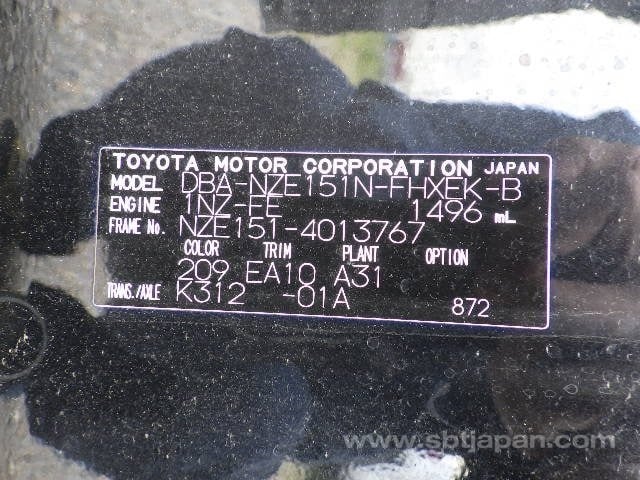 TOYOTA MOTOR CORPORATION JAPAN
MODEL DBA-NZE151N-FHXEK-B
ENGINE 1NZ-FE 1496 mL
FRAME No. NZE151-4013767
COLOR TRIM PLANT OPTION
209 EA10 A31
TRANS./AXLE K312 -01A 872
www.sbtjapan.com